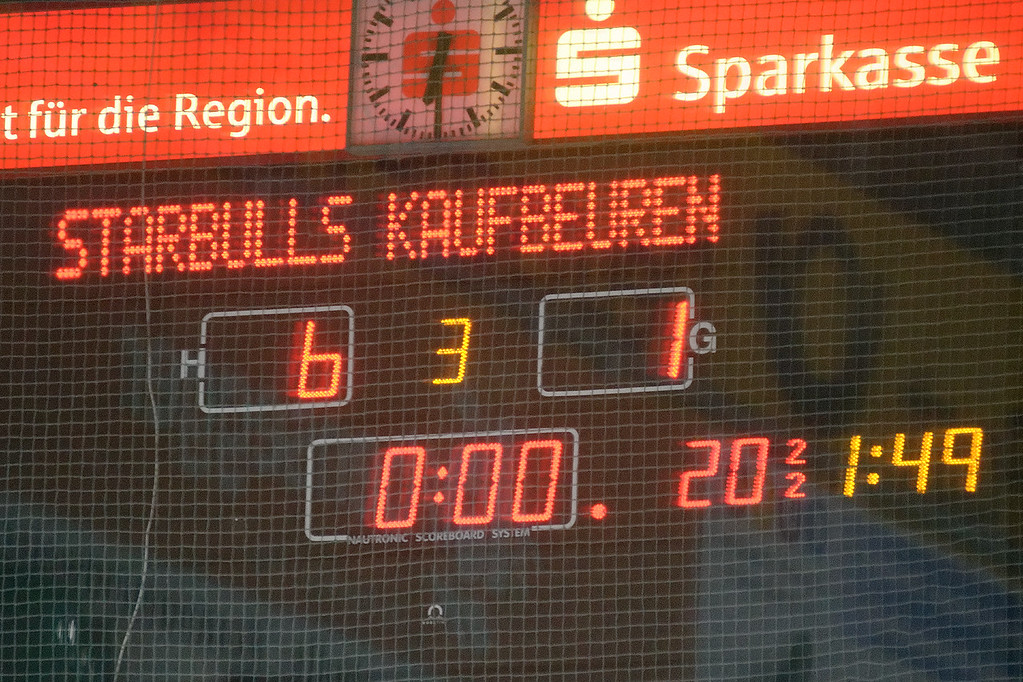 t für die Region.
Sparkasse
STARBULLS KAUFBEUREN
H 6 3 1 G
0:00. 20 2 2 1:49
NAUTRONIC SCOREBOARD SYSTEM